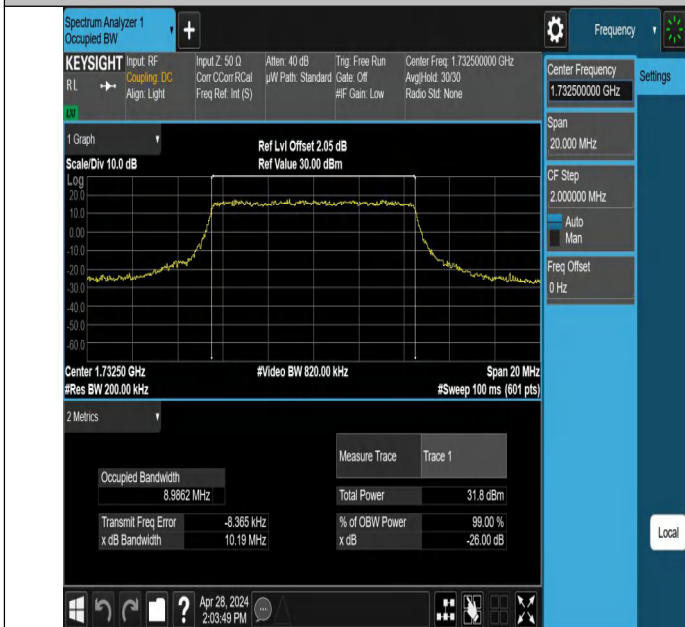 Spectrum Analyzer 1
Occupied BW
+
Frequency
KEYSIGHT
RL
LXI
Input: RF
Coupling: DC
Align: Light
Input Z: 50 Ω
Corr CCorr RCal
Freq Ref: Int (S)
Atten: 40 dB
µW Path: Standard
Trig: Free Run
Gate: Off
#IF Gain: Low
Center Freq: 1.732500000 GHz
Avg|Hold: 30/30
Radio Std: None
Center Frequency
1.732500000 GHz
Settings
Span
20.000 MHz
CF Step
2.000000 MHz
Auto
Man
Freq Offset
0 Hz
1 Graph
Ref Lvl Offset 2.05 dB
Scale/Div 10.0 dB
Ref Value 30.00 dBm
Log
20.0
10.0
0.00
-10.0
-20.0
-30.0
-40.0
-50.0
-60.0
Center 1.73250 GHz
#Video BW 820.00 kHz
Span 20 MHz
#Res BW 200.00 kHz
#Sweep 100 ms (601 pts)
2 Metrics
Measure Trace
Trace 1
Occupied Bandwidth
8.9862 MHz
Total Power
31.8 dBm
Transmit Freq Error
-8.365 kHz
% of OBW Power
99.00 %
x dB Bandwidth
10.19 MHz
x dB
-26.00 dB
Local
?
Apr 28, 2024
2:03:49 PM